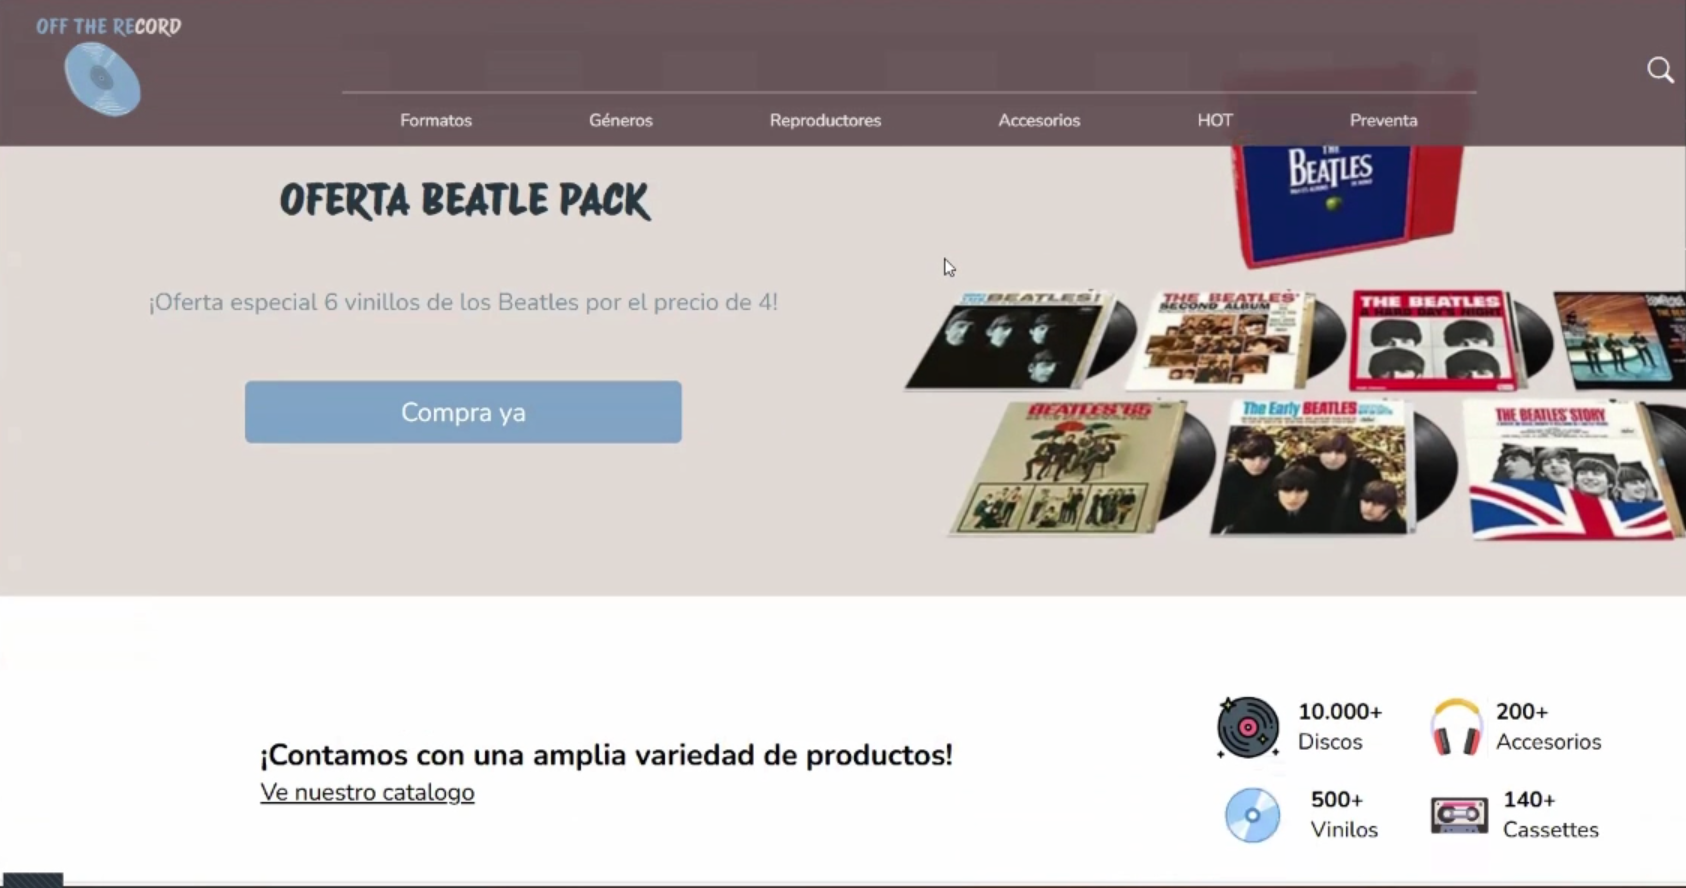 OFF THE RECORD
Formatos
Géneros
Reproductores
Accesorios
HOT
Preventa
THE
BEATLES
OFERTA BEATLE PACK
¡Oferta especial 6 vinillos de los Beatles por el precio de 4!
Compra ya
BEATLES!
THE BEATLES'
SECOND ALBUM
THE BEATLES
A HARD DAY'S NIGHT
BEATLES '65
The Early BEATLES
THE BEATLES' STORY
¡Contamos con una amplia variedad de productos!
Ve nuestro catalogo
10.000+
Discos
200+
Accesorios
500+
Vinilos
140+
Cassettes